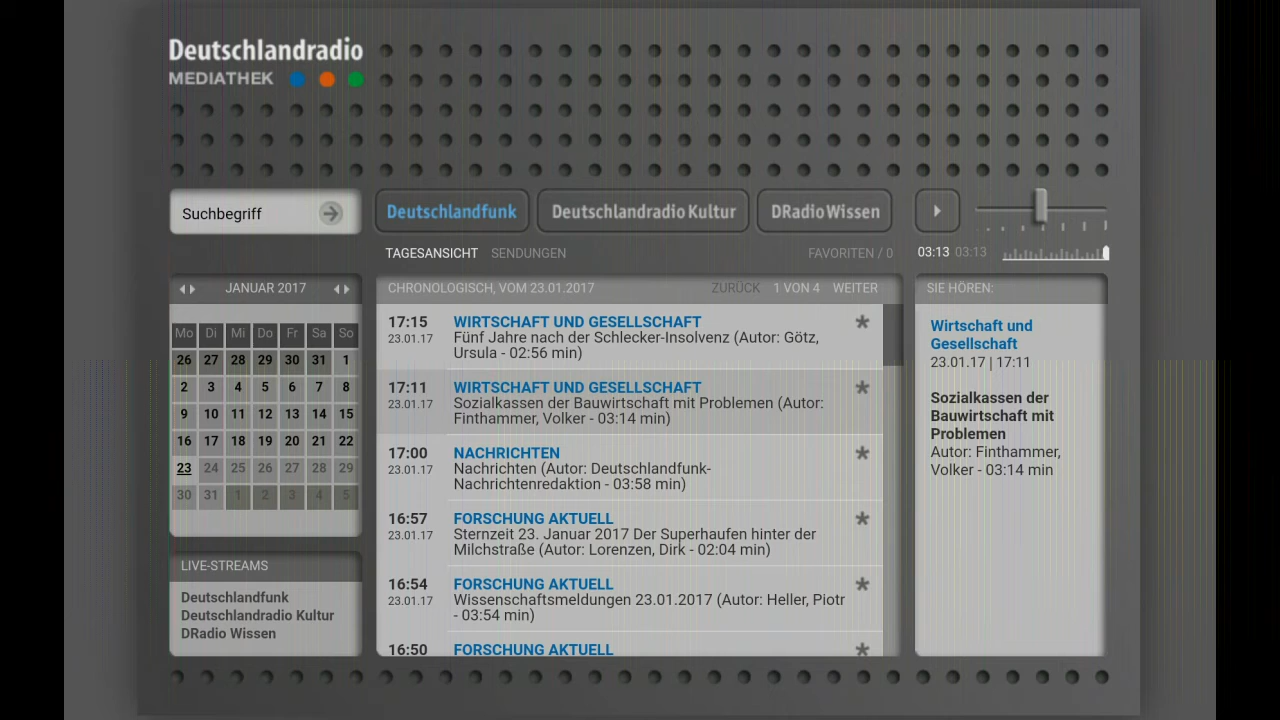 Deutschlandradio
MEDIATHEK
Suchbegriff
Deutschlandfunk
Deutschlandradio Kultur
DRadio Wissen
TAGESANSICHT SENDUNGEN
FAVORITEN / 0
03:13 03:13
JANUAR 2017
Mo Di Mi Do Fr Sa So
26 27 28 29 30 31 1
2 3 4 5 6 7 8
9 10 11 12 13 14 15
16 17 18 19 20 21 22
23 24 25 26 27 28 29
30 31 1 2 3 4 5
LIVE-STREAMS
Deutschlandfunk
Deutschlandradio Kultur
DRadio Wissen
CHRONOLOGISCH, VOM 23.01.2017
ZURÜCK 1 VON 4 WEITER
17:15 WIRTSCHAFT UND GESELLSCHAFT
23.01.17 Fünf Jahre nach der Schlecker-Insolvenz (Autor: Götz,
Ursula - 02:56 min)
17:11 WIRTSCHAFT UND GESELLSCHAFT
23.01.17 Sozialkassen der Bauwirtschaft mit Problemen (Autor:
Finthammer, Volker - 03:14 min)
17:00 NACHRICHTEN
23.01.17 Nachrichten (Autor: Deutschlandfunk-
Nachrichtenredaktion - 03:58 min)
16:57 FORSCHUNG AKTUELL
23.01.17 Sternzeit 23. Januar 2017 Der Superhaufen hinter der
Milchstraße (Autor: Lorenzen, Dirk - 02:04 min)
16:54 FORSCHUNG AKTUELL
23.01.17 Wissenschaftsmeldungen 23.01.2017 (Autor: Heller, Piotr
- 03:54 min)
16:50 FORSCHUNG AKTUELL
SIE HÖREN:
Wirtschaft und
Gesellschaft
23.01.17 | 17:11
Sozialkassen der
Bauwirtschaft mit
Problemen
Autor: Finthammer,
Volker - 03:14 min